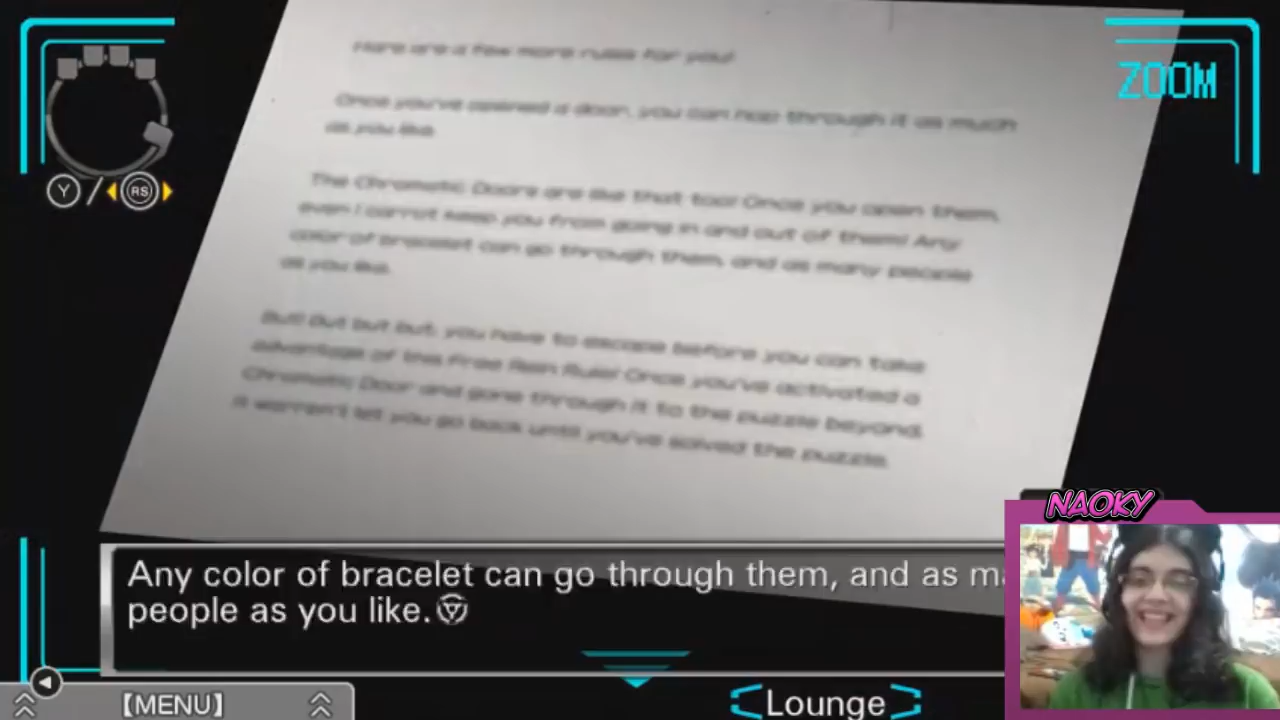 Here are a few more rules for you!
ZOOM
Once you've opened a door, you can hop through it as much
as you like.
Y / RS
The Chromatic Doors are like that too! Once you open them,
even I carrot keep you from going in and out of them! Any
color of bracelet can go through them, and as many people
as you like.
But! But but but, you have to escape before you can take
advantage of this Free Rein Rule! Once you've activated a
Chromatic Door and gone through it to the puzzle beyond,
it warren't let you go back until you've solved the puzzle.
NAOKY
Any color of bracelet can go through them, and as ma
people as you like.
【MENU】
Lounge